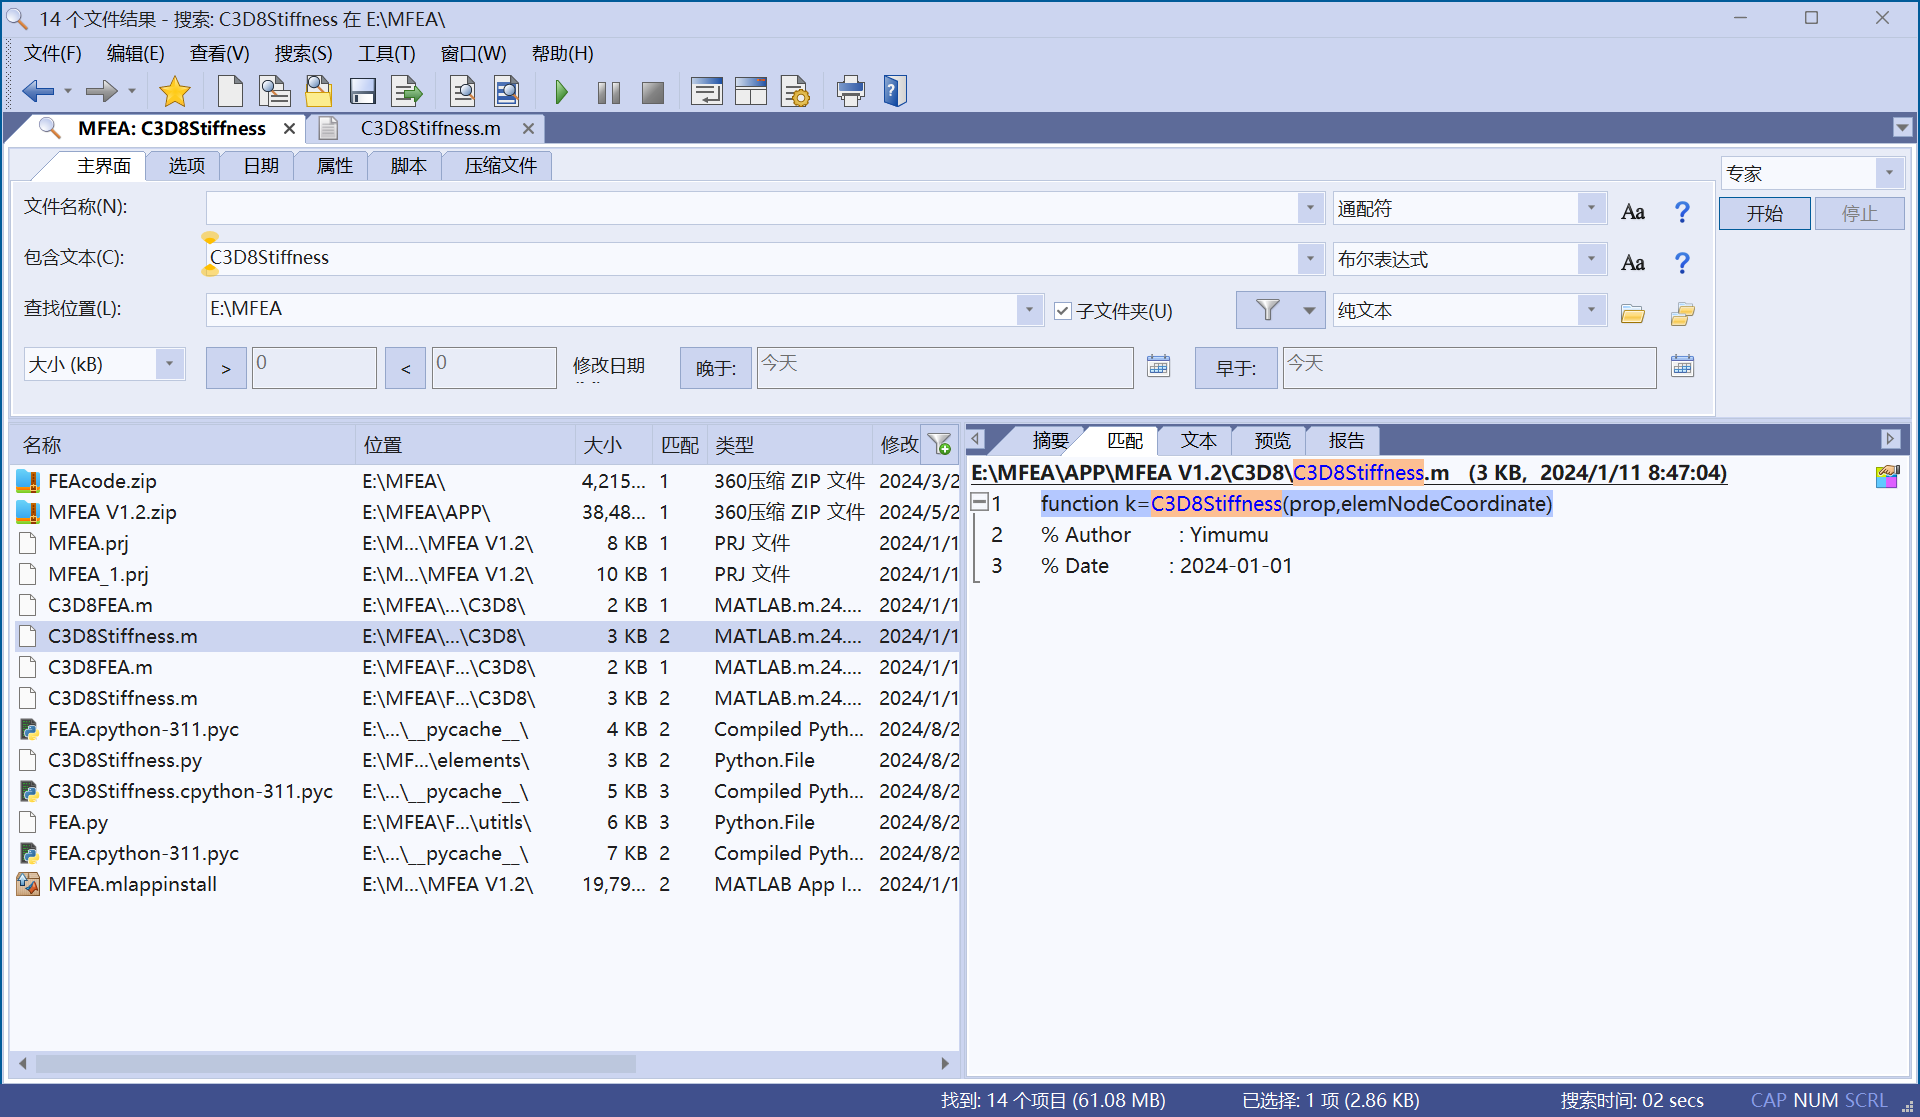 14 个文件结果 - 搜索: C3D8Stiffness 在 E:\MFEA\
文件(F) 编辑(E) 查看(V) 搜索(S) 工具(T) 窗口(W) 帮助(H)
MFEA: C3D8Stiffness C3D8Stiffness.m
主界面 选项 日期 属性 脚本 压缩文件
专家
文件名称(N): 通配符 Aa ?
开始 停止
包含文本(C): C3D8Stiffness 布尔表达式 Aa ?
查找位置(L): E:\MFEA 子文件夹(U) 纯文本
大小 (kB) > 0 < 0 修改日期 晚于: 今天 早于: 今天
名称 位置 大小 匹配 类型 修改
FEAcode.zip E:\MFEA\ 4,215... 1 360压缩 ZIP 文件 2024/3/2
MFEA V1.2.zip E:\MFEA\APP\ 38,48... 1 360压缩 ZIP 文件 2024/5/2
MFEA.prj E:\M...\MFEA V1.2\ 8 KB 1 PRJ 文件 2024/1/1
MFEA_1.prj E:\M...\MFEA V1.2\ 10 KB 1 PRJ 文件 2024/1/1
C3D8FEA.m E:\MFEA\...\C3D8\ 2 KB 1 MATLAB.m.24.... 2024/1/1
C3D8Stiffness.m E:\MFEA\...\C3D8\ 3 KB 2 MATLAB.m.24.... 2024/1/1
C3D8FEA.m E:\MFEA\F...\C3D8\ 2 KB 1 MATLAB.m.24.... 2024/1/1
C3D8Stiffness.m E:\MFEA\F...\C3D8\ 3 KB 2 MATLAB.m.24.... 2024/1/1
FEA.cpython-311.pyc E:\...\__pycache__\ 4 KB 2 Compiled Pyth... 2024/8/2
C3D8Stiffness.py E:\MF...\elements\ 3 KB 2 Python.File 2024/8/2
C3D8Stiffness.cpython-311.pyc E:\...\__pycache__\ 5 KB 3 Compiled Pyth... 2024/8/2
FEA.py E:\MFEA\F...\utitls\ 6 KB 3 Python.File 2024/8/2
FEA.cpython-311.pyc E:\...\__pycache__\ 7 KB 2 Compiled Pyth... 2024/8/2
MFEA.mlappinstall E:\M...\MFEA V1.2\ 19,79... 2 MATLAB App I... 2024/1/1
摘要 匹配 文本 预览 报告
E:\MFEA\APP\MFEA V1.2\C3D8\C3D8Stiffness.m (3 KB, 2024/1/11 8:47:04)
1 function k=C3D8Stiffness(prop,elemNodeCoordinate)
2 % Author : Yimumu
3 % Date : 2024-01-01
找到: 14 个项目 (61.08 MB) 已选择: 1 项 (2.86 KB) 搜索时间: 02 secs CAP NUM SCRL